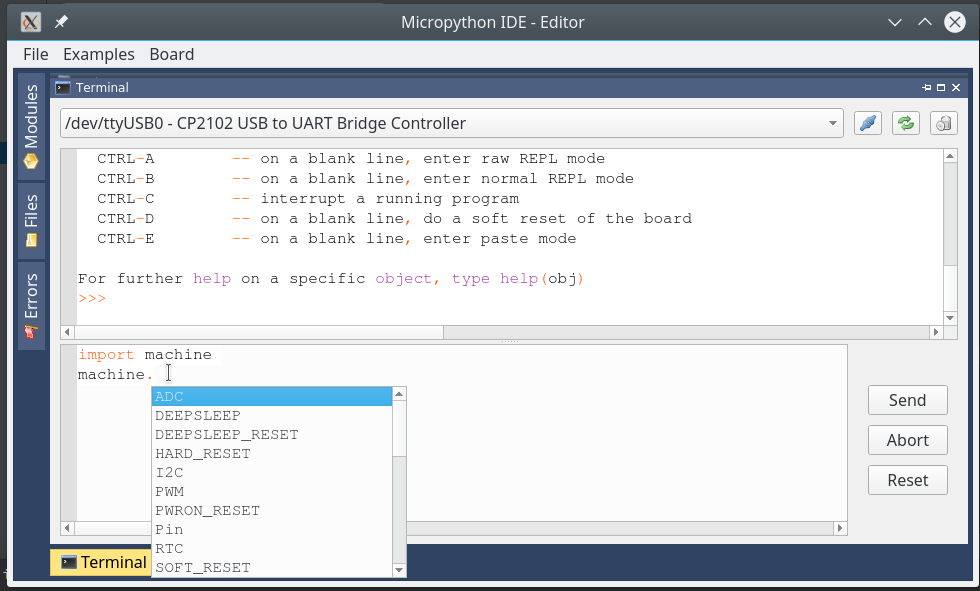 Micropython IDE - Editor
File Examples Board
Modules
Files
Errors
Terminal
/dev/ttyUSB0 - CP2102 USB to UART Bridge Controller
CTRL-A -- on a blank line, enter raw REPL mode
CTRL-B -- on a blank line, enter normal REPL mode
CTRL-C -- interrupt a running program
CTRL-D -- on a blank line, do a soft reset of the board
CTRL-E -- on a blank line, enter paste mode
For further help on a specific object, type help(obj)
>>>
import machine
machine.
ADC
DEEPSLEEP
DEEPSLEEP_RESET
HARD_RESET
I2C
PWM
PWRON_RESET
Pin
RTC
SOFT_RESET
Send
Abort
Reset
Terminal